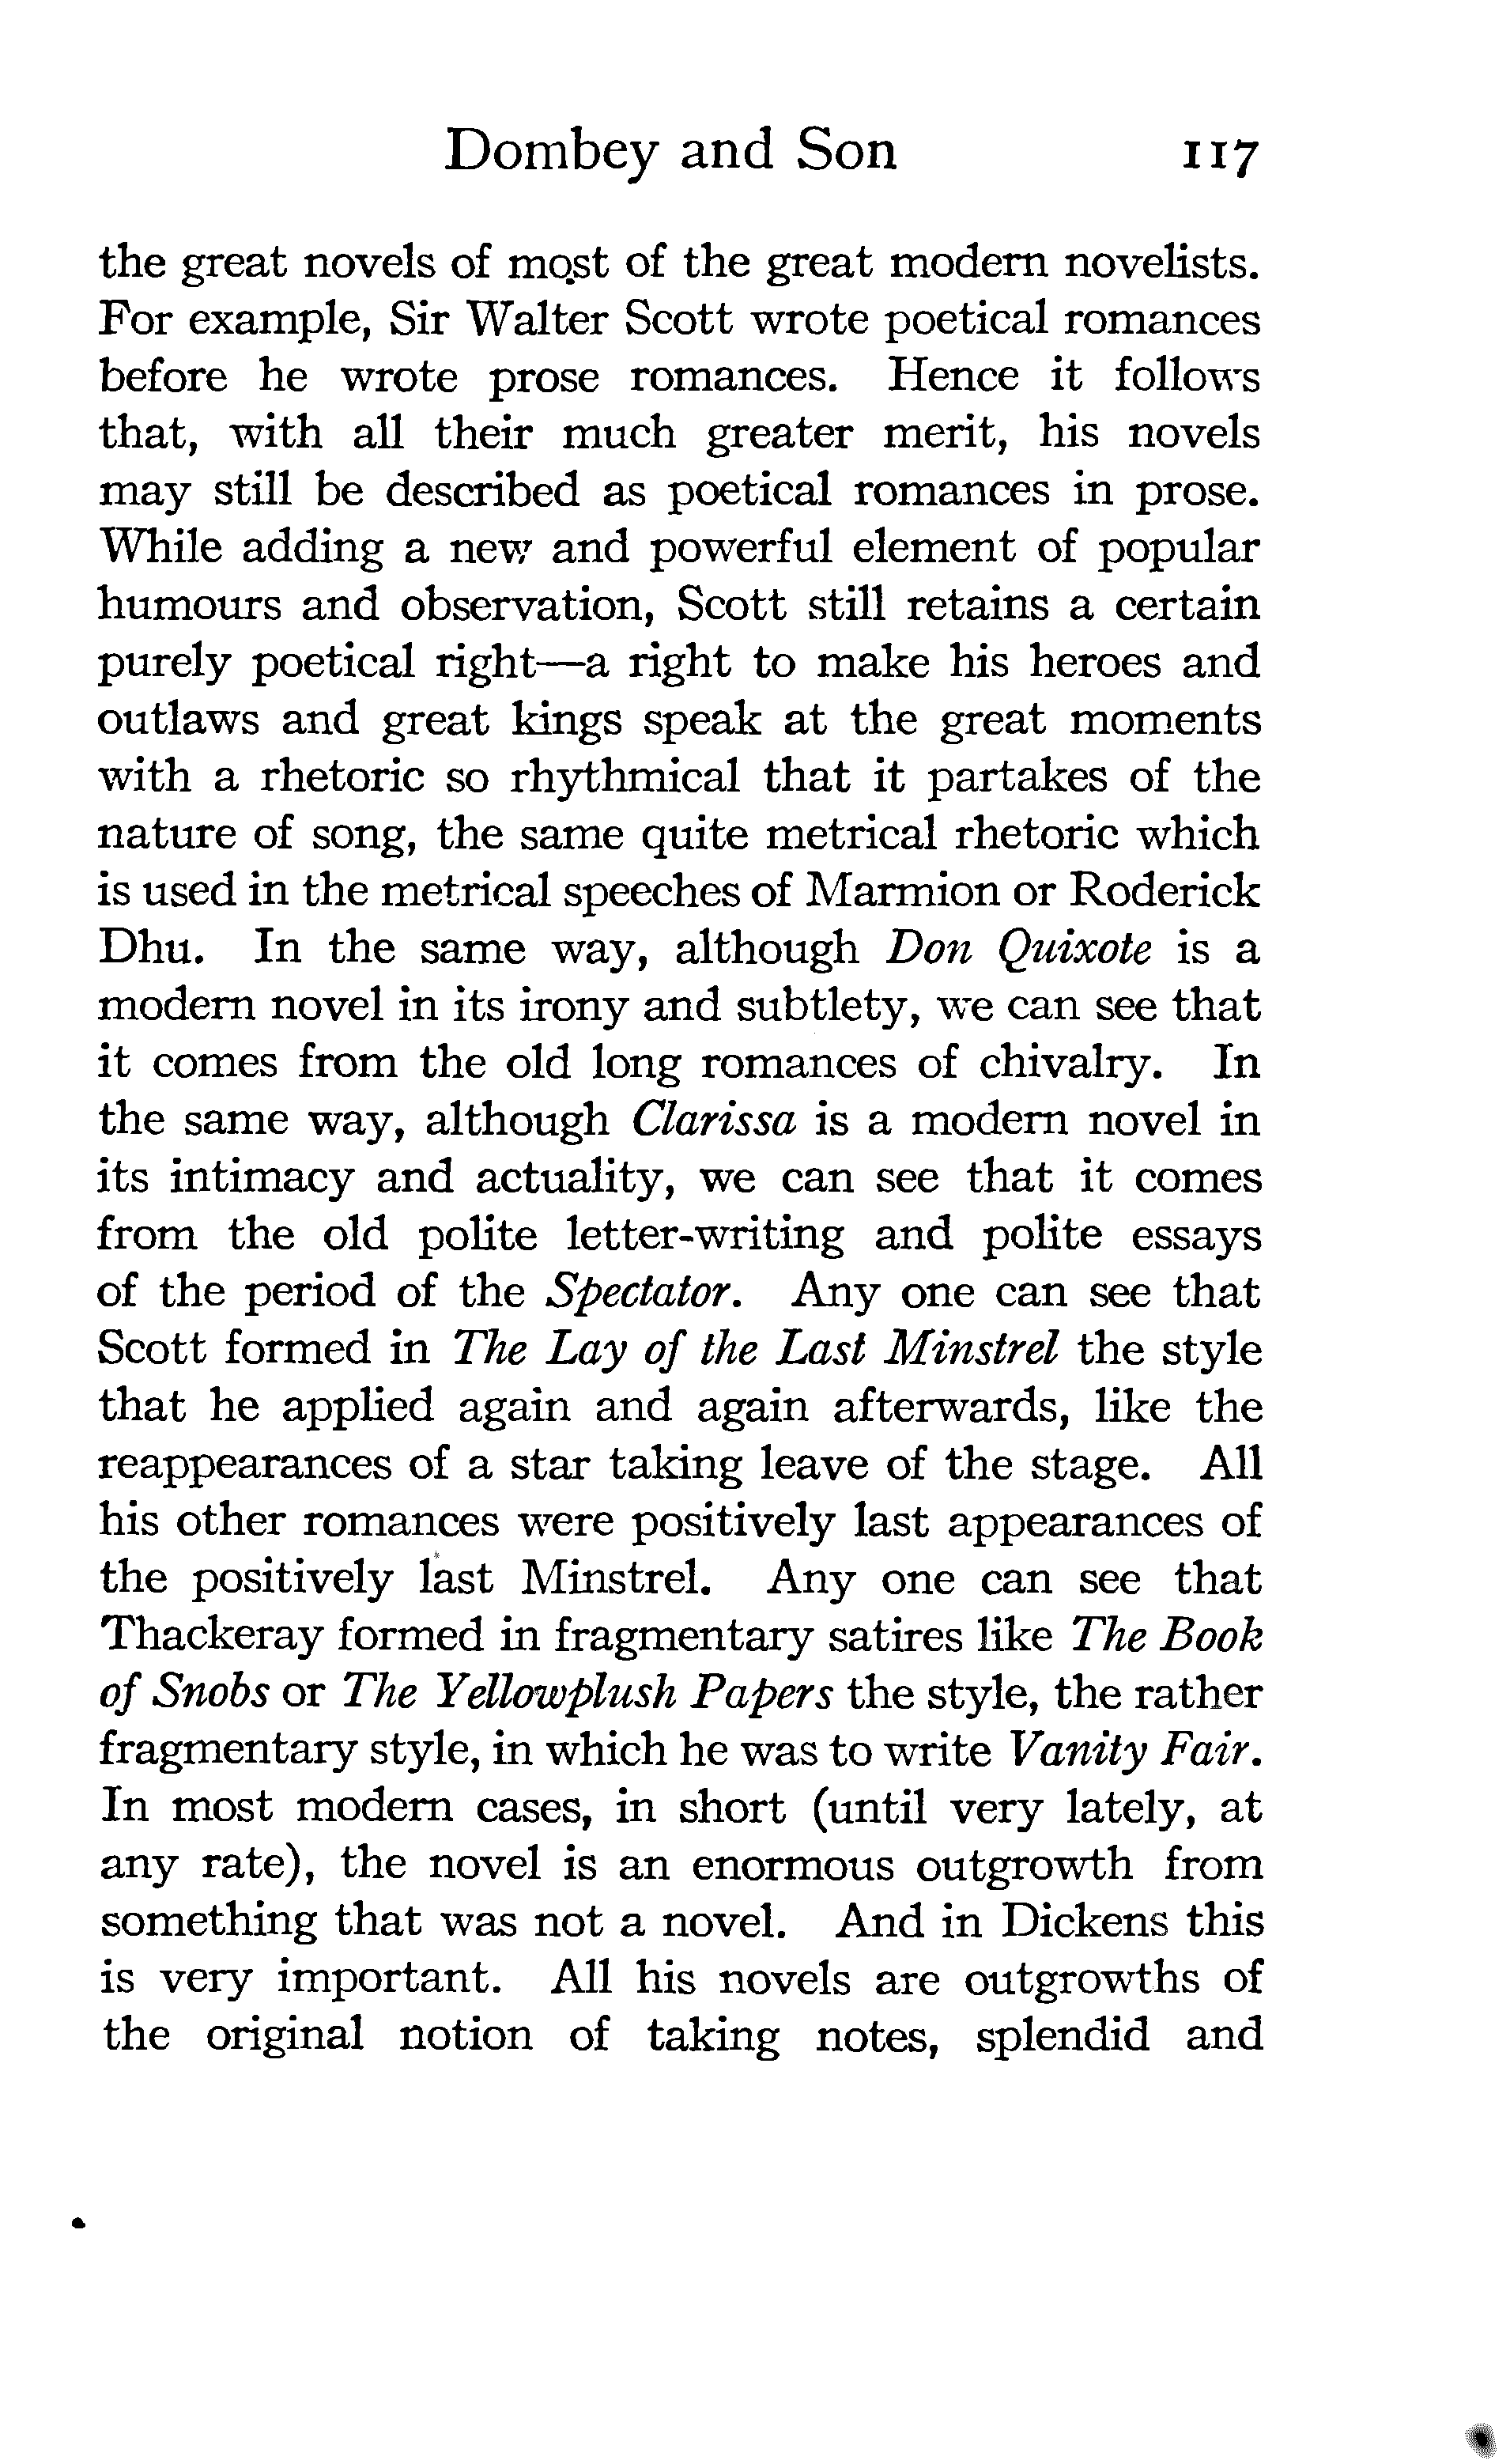 Dombey and Son 117
the great novels of most of the great modern novelists.
For example, Sir Walter Scott wrote poetical romances
before he wrote prose romances. Hence it follows
that, with all their much greater merit, his novels
may still be described as poetical romances in prose.
While adding a new and powerful element of popular
humours and observation, Scott still retains a certain
purely poetical right—a right to make his heroes and
outlaws and great kings speak at the great moments
with a rhetoric so rhythmical that it partakes of the
nature of song, the same quite metrical rhetoric which
is used in the metrical speeches of Marmion or Roderick
Dhu. In the same way, although Don Quixote is a
modern novel in its irony and subtlety, we can see that
it comes from the old long romances of chivalry. In
the same way, although Clarissa is a modern novel in
its intimacy and actuality, we can see that it comes
from the old polite letter-writing and polite essays
of the period of the Spectator. Any one can see that
Scott formed in The Lay of the Last Minstrel the style
that he applied again and again afterwards, like the
reappearances of a star taking leave of the stage. All
his other romances were positively last appearances of
the positively last Minstrel. Any one can see that
Thackeray formed in fragmentary satires like The Book
of Snobs or The Yellowplush Papers the style, the rather
fragmentary style, in which he was to write Vanity Fair.
In most modern cases, in short (until very lately, at
any rate), the novel is an enormous outgrowth from
something that was not a novel. And in Dickens this
is very important. All his novels are outgrowths of
the original notion of taking notes, splendid and